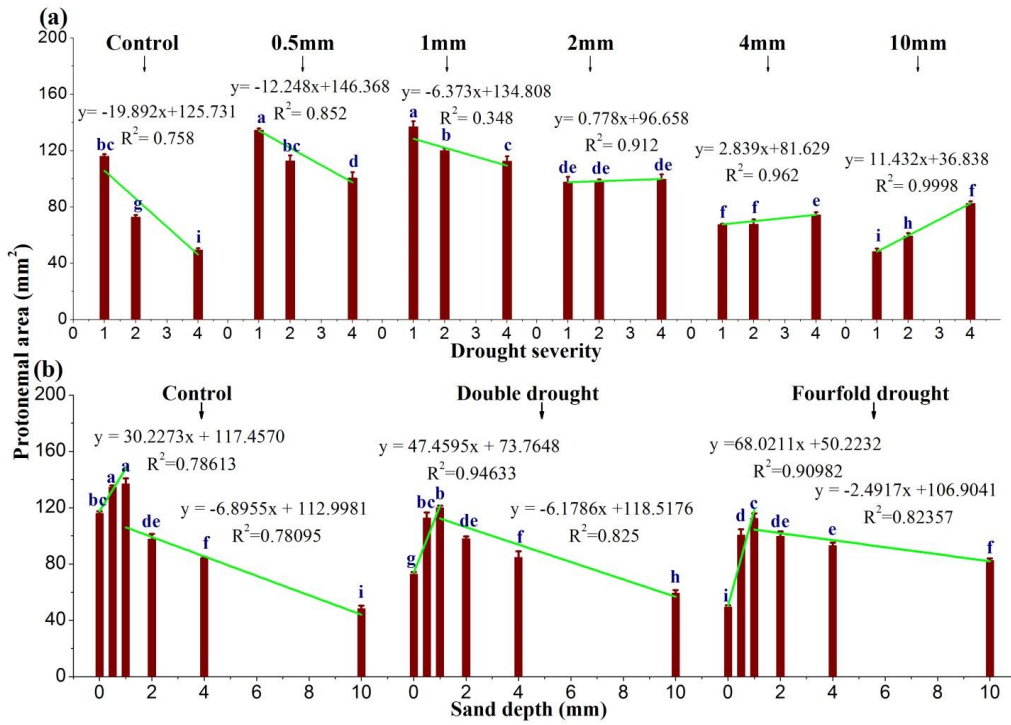 (a)
Control 0.5mm 1mm 2mm 4mm 10mm
y= -19.892x+125.731
R²= 0.758
y= -12.248x+146.368
R²= 0.852
y= -6.373x+134.808
R²= 0.348
y= 0.778x+96.658
R²= 0.912
y= 2.839x+81.629
R²= 0.962
y= 11.432x+36.838
R²= 0.9998
bc g i
a bc d
a b c
de de de
f f e
i h f
200
160
120
80
40
0
0 1 2 3 4 0 1 2 3 4 0 1 2 3 4 0 1 2 3 4 0 1 2 3 4 0 1 2 3 4
Drought severity
Protonemal area (mm²)
(b)
Control Double drought Fourfold drought
y = 30.2273x + 117.4570
R²=0.78613
y = -6.8955x + 112.9981
R²=0.78095
y = 47.4595x + 73.7648
R²=0.94633
y = -6.1786x +118.5176
R²=0.825
y =68.0211x +50.2232
R²=0.90982
y = -2.4917x +106.9041
R²=0.82357
bc a a de f i
g bc b de f h
i d c de e f
200
160
120
80
40
0
0 2 4 6 8 10 0 2 4 6 8 10 0 2 4 6 8 10
Sand depth (mm)